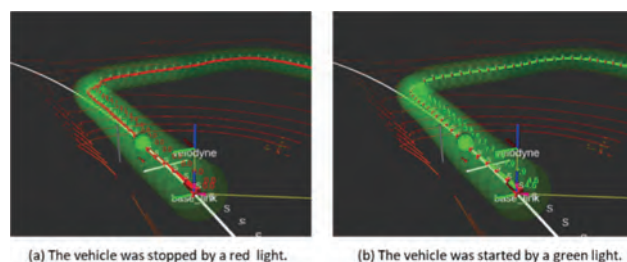 velodyne
base_link
S
S
velodyne
base_link
S
S
(a) The vehicle was stopped by a red light.
(b) The vehicle was started by a green light.